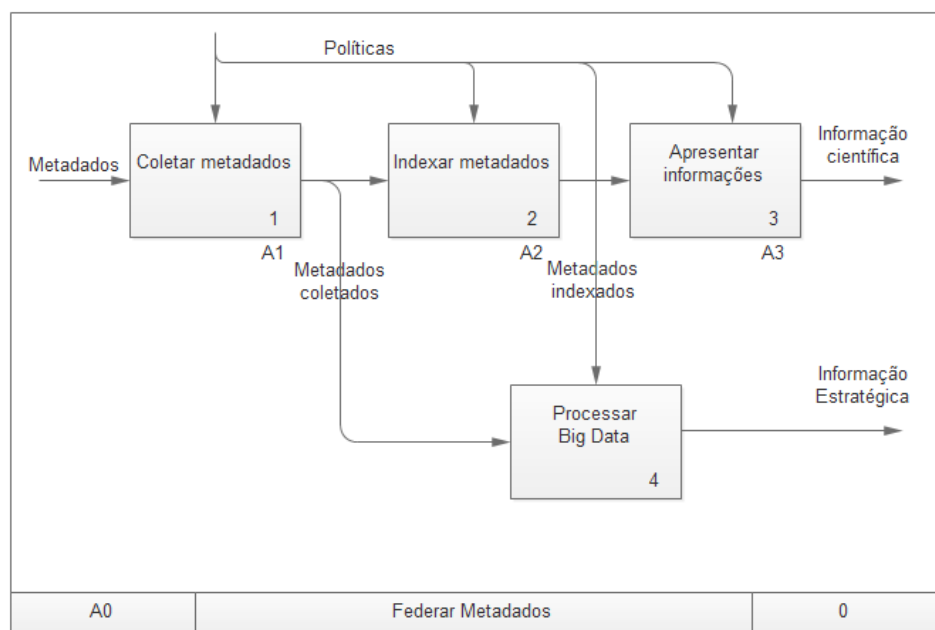 Políticas
Metadados
Coletar metadados
1
A1
Indexar metadados
2
A2
Apresentar
informações
3
A3
Informação
científica
Metadados
coletados
Metadados
indexados
Processar
Big Data
4
Informação
Estratégica
A0
Federar Metadados
0